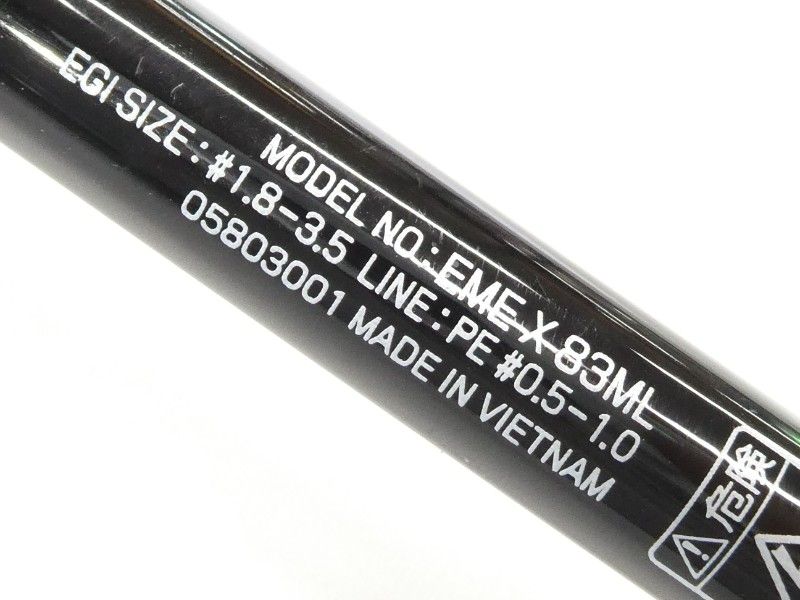 MODEL NO.: EME X 83ML
EGI SIZE: #1.8-3.5 LINE: PE #0.5-1.0
05803001 MADE IN VIETNAM
危険